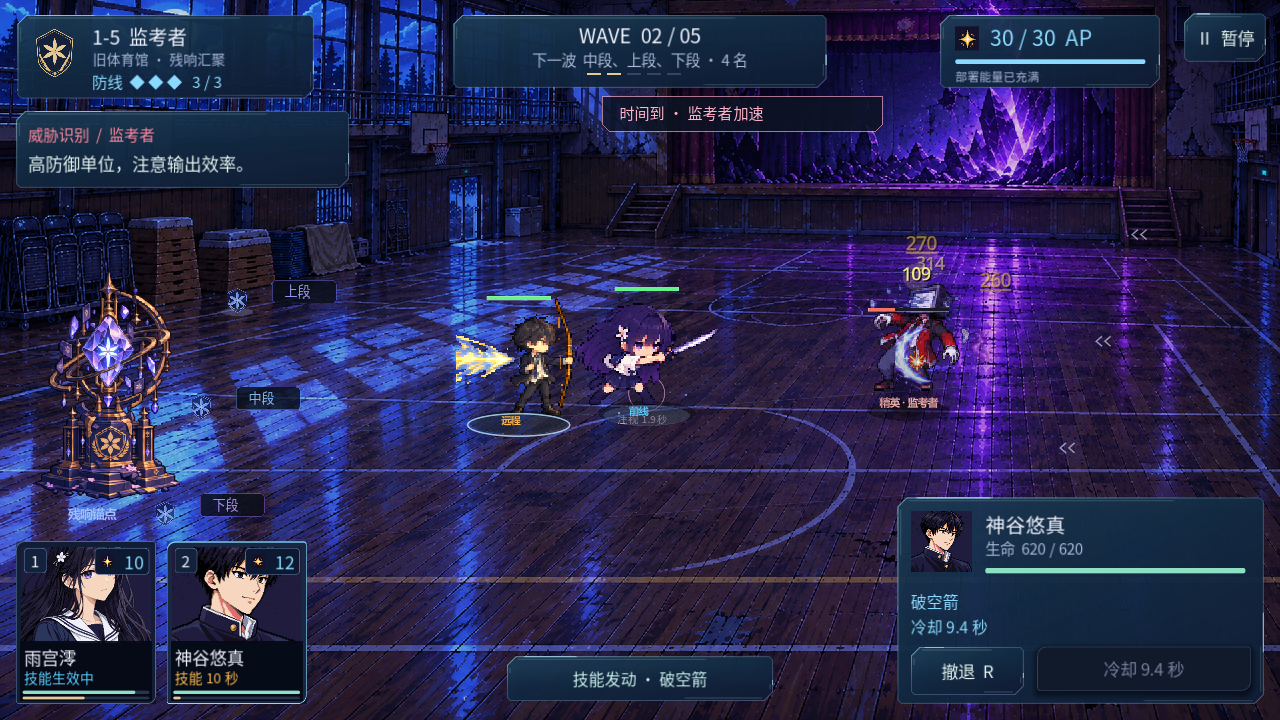 1-5 监考者
旧体育馆 · 残响汇聚
防线 ◆◆◆ 3 / 3
WAVE 02 / 05
下一波 中段、上段、下段 · 4 名
30 / 30 AP
部署能量已充满
暂停
威胁识别 / 监考者
高防御单位，注意输出效率。
时间到 · 监考者加速
270
314
109
260
上段
中段
下段
远程
前线
注视 1.9 秒
精英 · 监考者
残响锚点
1
10
雨宫澪
技能生效中
2
12
神谷悠真
技能 10 秒
技能发动 · 破空箭
神谷悠真
生命 620 / 620
破空箭
冷却 9.4 秒
撤退 R
冷却 9.4 秒